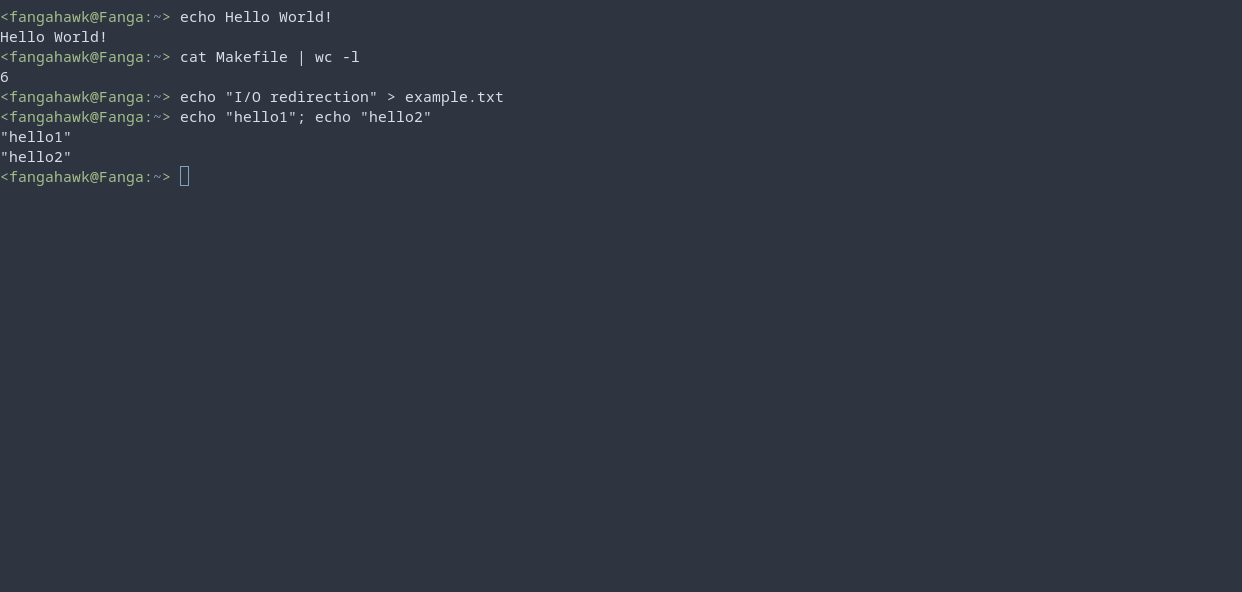 <fangahawk@Fanga:~> echo Hello World!
Hello World!
<fangahawk@Fanga:~> cat Makefile | wc -l
6
<fangahawk@Fanga:~> echo "I/O redirection" > example.txt
<fangahawk@Fanga:~> echo "hello1"; echo "hello2"
"hello1"
"hello2"
<fangahawk@Fanga:~>